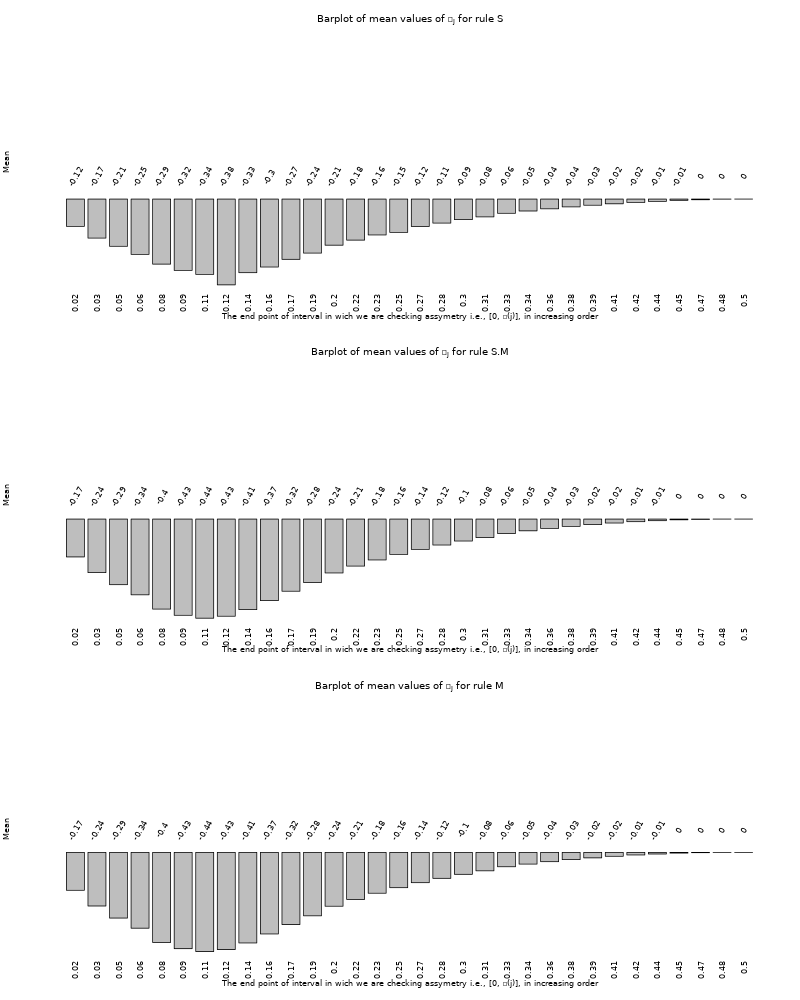 Barplot of mean values of □j for rule S
Mean
-0.12 -0.17 -0.21 -0.25 -0.29 -0.32 -0.34 -0.38 -0.33 -0.3 -0.27 -0.24 -0.21 -0.18 -0.16 -0.15 -0.12 -0.11 -0.09 -0.08 -0.06 -0.05 -0.04 -0.04 -0.03 -0.02 -0.02 -0.01 -0.01 0 0 0
0.02 0.03 0.05 0.06 0.08 0.09 0.11 0.12 0.14 0.16 0.17 0.19 0.2 0.22 0.23 0.25 0.27 0.28 0.3 0.31 0.33 0.34 0.36 0.38 0.39 0.41 0.42 0.44 0.45 0.47 0.48 0.5
The end point of interval in wich we are checking assymetry i.e., [0, □(j)], in increasing order
Barplot of mean values of □j for rule S.M
Mean
-0.17 -0.24 -0.29 -0.34 -0.4 -0.43 -0.44 -0.43 -0.41 -0.37 -0.32 -0.28 -0.24 -0.21 -0.18 -0.16 -0.14 -0.12 -0.1 -0.08 -0.06 -0.05 -0.04 -0.03 -0.02 -0.02 -0.01 -0.01 0 0 0 0
0.02 0.03 0.05 0.06 0.08 0.09 0.11 0.12 0.14 0.16 0.17 0.19 0.2 0.22 0.23 0.25 0.27 0.28 0.3 0.31 0.33 0.34 0.36 0.38 0.39 0.41 0.42 0.44 0.45 0.47 0.48 0.5
The end point of interval in wich we are checking assymetry i.e., [0, □(j)], in increasing order
Barplot of mean values of □j for rule M
Mean
-0.17 -0.24 -0.29 -0.34 -0.4 -0.43 -0.44 -0.43 -0.41 -0.37 -0.32 -0.28 -0.24 -0.21 -0.18 -0.16 -0.14 -0.12 -0.1 -0.08 -0.06 -0.05 -0.04 -0.03 -0.02 -0.02 -0.01 -0.01 0 0 0 0
0.02 0.03 0.05 0.06 0.08 0.09 0.11 0.12 0.14 0.16 0.17 0.19 0.2 0.22 0.23 0.25 0.27 0.28 0.3 0.31 0.33 0.34 0.36 0.38 0.39 0.41 0.42 0.44 0.45 0.47 0.48 0.5
The end point of interval in wich we are checking assymetry i.e., [0, □(j)], in increasing order